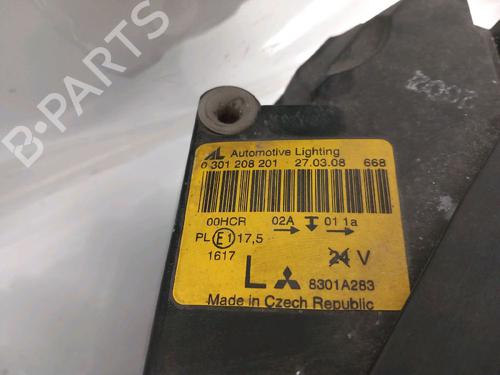 AL Automotive Lighting
0 301 208 201 27.03.08 668
00HCR 02A 01 1a
PL E1 17,5
1617 24 V
L 8301A283
Made in Czech Republic